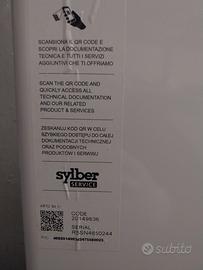 SCANSIONA IL QR CODE E
SCOPRI LA DOCUMENTAZIONE
TECNICA E TUTTI I SERVIZI
AGGIUNTIVI CHE TI OFFRIAMO
SCAN THE QR CODE AND
QUICKLY ACCESS ALL
TECHNICAL DOCUMENTATION
AND OUR RELATED
PRODUCT & SERVICES
ZESKANUJ KOD QR W CELU
SZYBKIEGO DOSTĘPU DO CAŁEJ
DOKUMENTACJI TECHNICZNEJ
ORAZ PODOBNYCH
PRODUKTÓW I SERWISU
sylber
SERVICE
CODE
20149636
SERIAL
subito